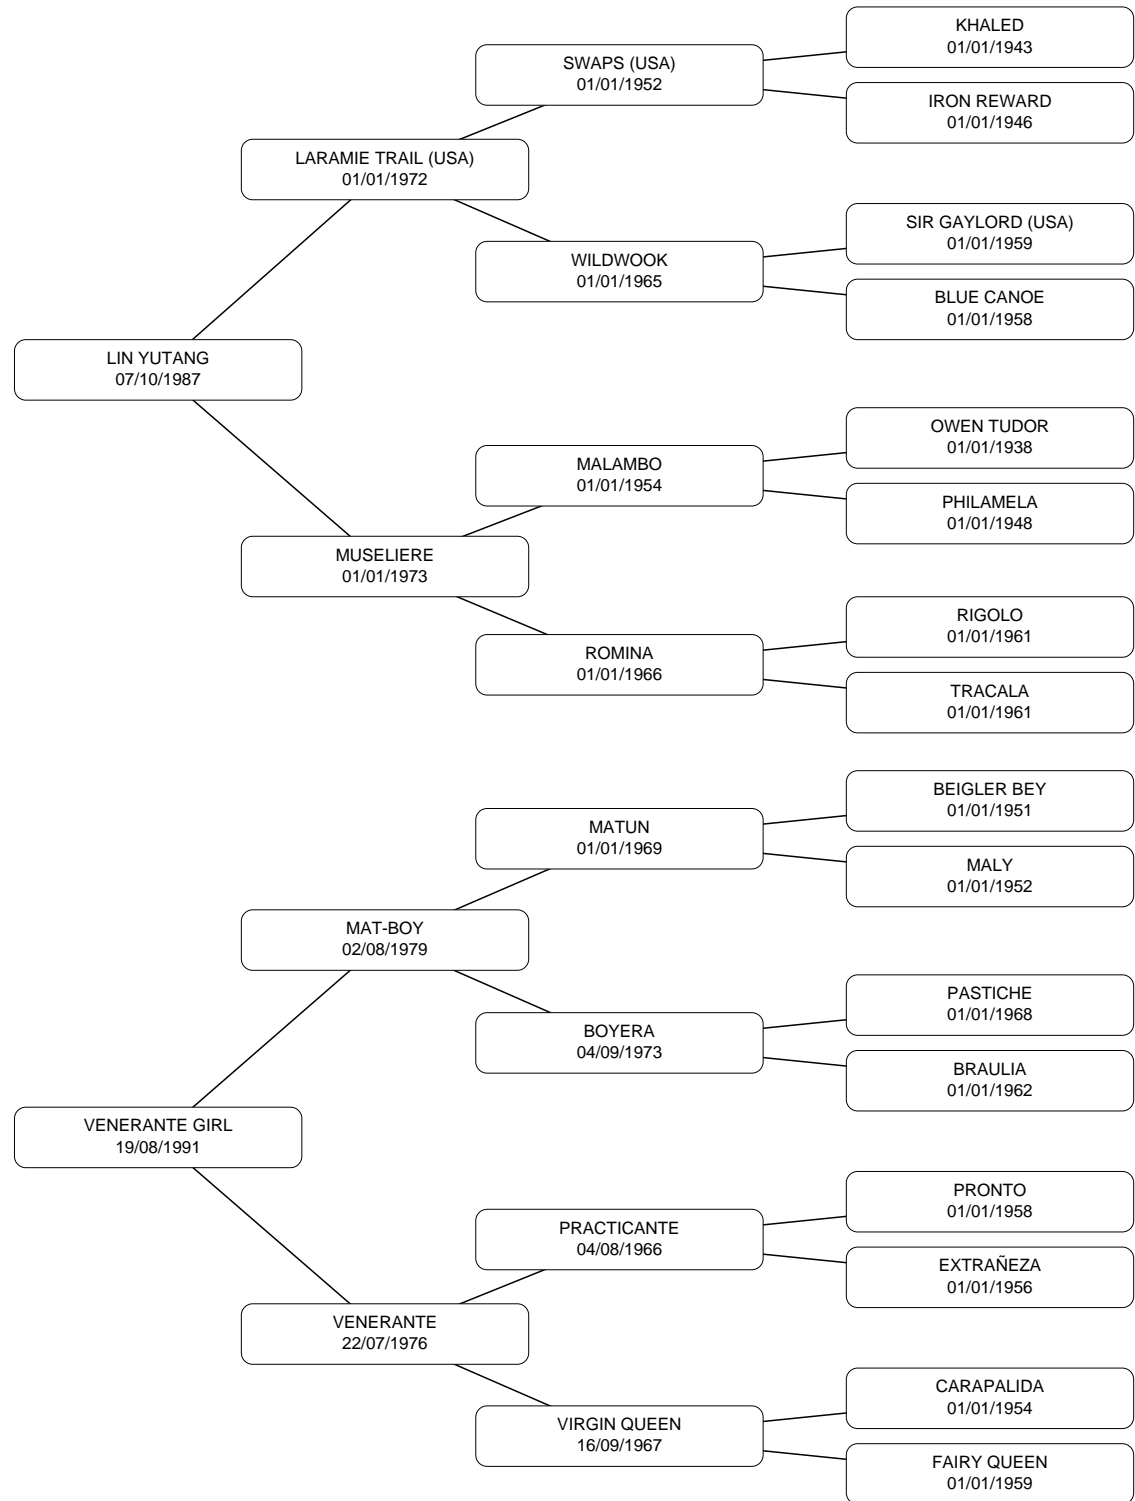 KHALED
01/01/1943
SWAPS (USA)
01/01/1952
IRON REWARD
01/01/1946
LARAMIE TRAIL (USA)
01/01/1972
SIR GAYLORD (USA)
01/01/1959
WILDWOOK
01/01/1965
BLUE CANOE
01/01/1958
LIN YUTANG
07/10/1987
OWEN TUDOR
01/01/1938
MALAMBO
01/01/1954
PHILAMELA
01/01/1948
MUSELIERE
01/01/1973
RIGOLO
01/01/1961
ROMINA
01/01/1966
TRACALA
01/01/1961
BEIGLER BEY
01/01/1951
MATUN
01/01/1969
MALY
01/01/1952
MAT-BOY
02/08/1979
PASTICHE
01/01/1968
BOYERA
04/09/1973
BRAULIA
01/01/1962
VENERANTE GIRL
19/08/1991
PRONTO
01/01/1958
PRACTICANTE
04/08/1966
EXTRAÑEZA
01/01/1956
VENERANTE
22/07/1976
CARAPALIDA
01/01/1954
VIRGIN QUEEN
16/09/1967
FAIRY QUEEN
01/01/1959